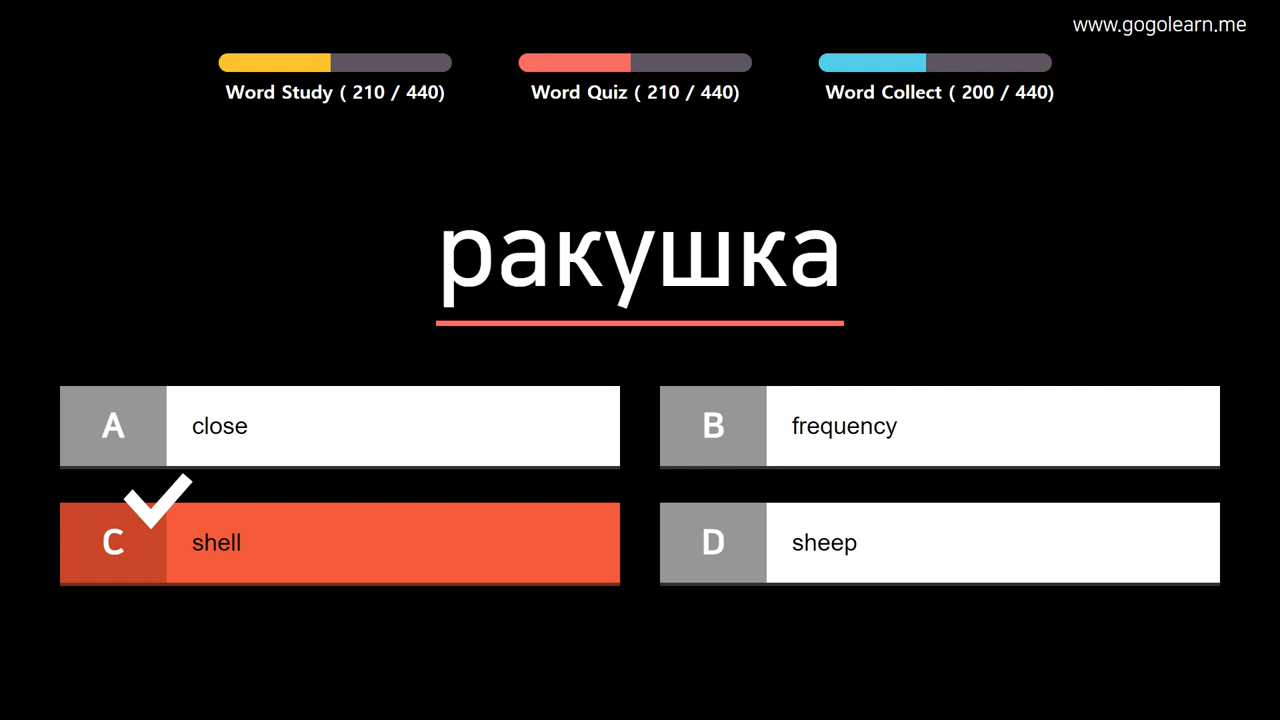 www.gogolearn.me
Word Study ( 210 / 440)
Word Quiz ( 210 / 440)
Word Collect ( 200 / 440)
ракушка
A close
B frequency
C shell
D sheep